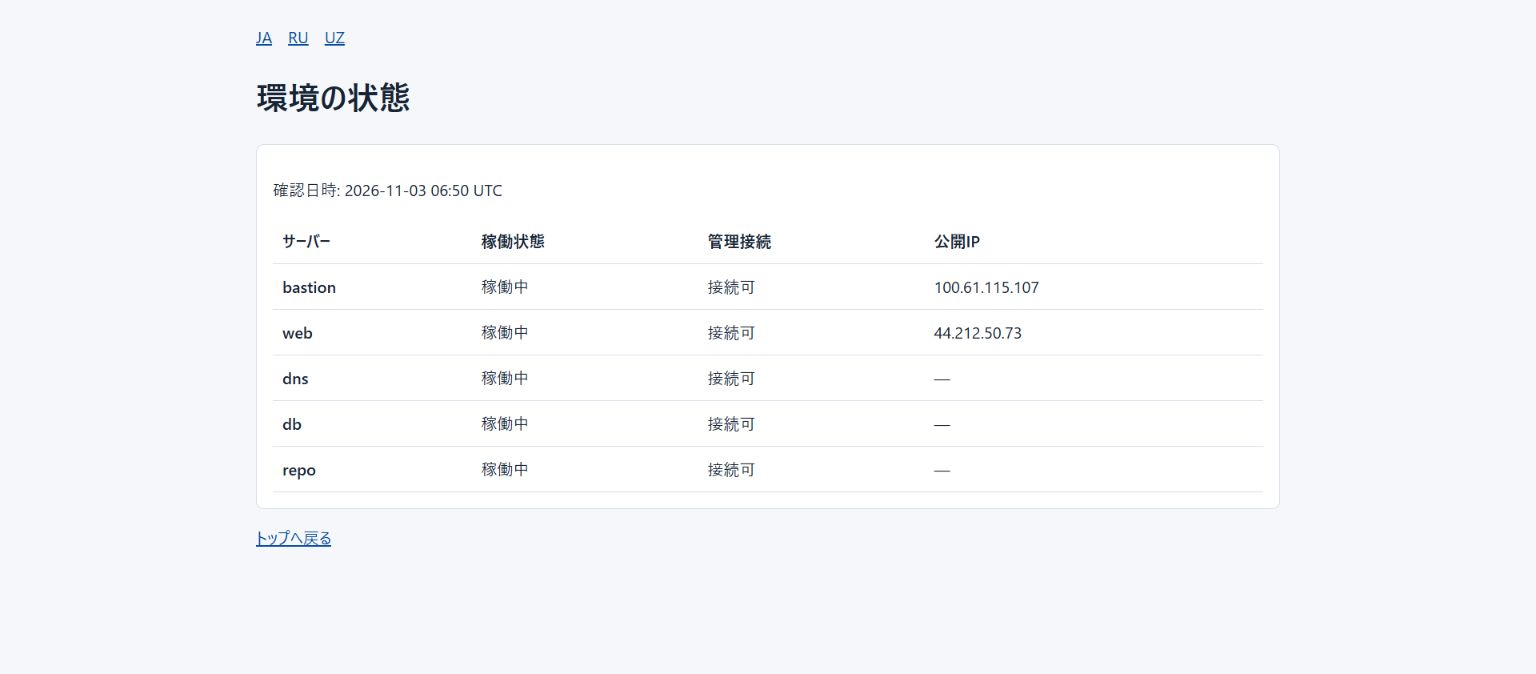 JA RU UZ
環境の状態
確認日時: 2026-11-03 06:50 UTC
サーバー 稼働状態 管理接続 公開IP
bastion 稼働中 接続可 100.61.115.107
web 稼働中 接続可 44.212.50.73
dns 稼働中 接続可 —
db 稼働中 接続可 —
repo 稼働中 接続可 —
トップへ戻る